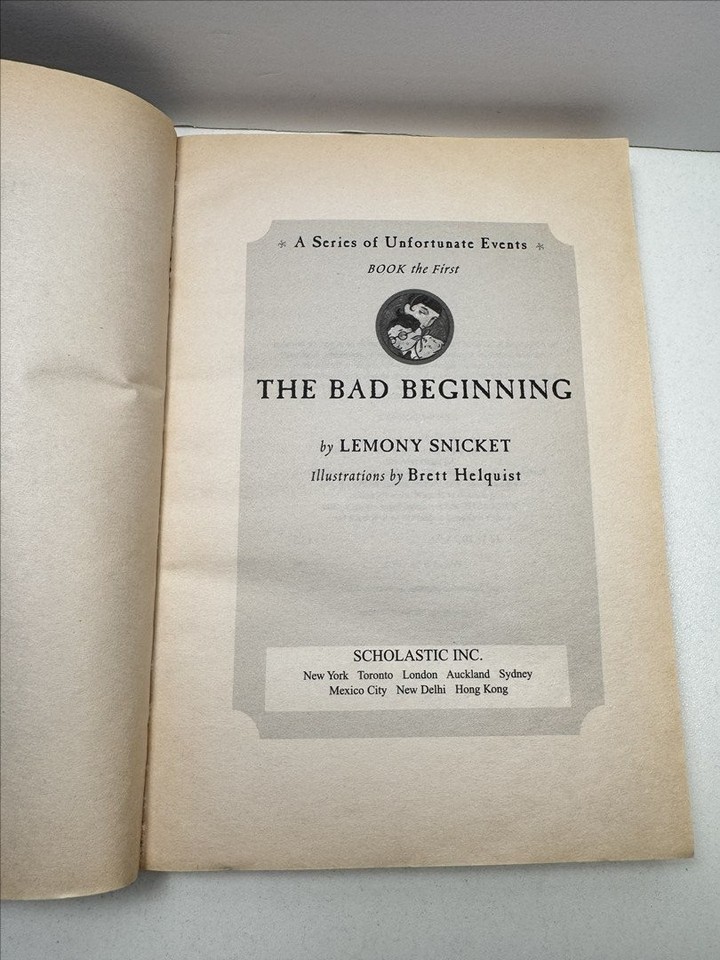 A Series of Unfortunate Events
BOOK the First
THE BAD BEGINNING
by LEMONY SNICKET
Illustrations by Brett Helquist
SCHOLASTIC INC.
New York Toronto London Auckland Sydney
Mexico City New Delhi Hong Kong